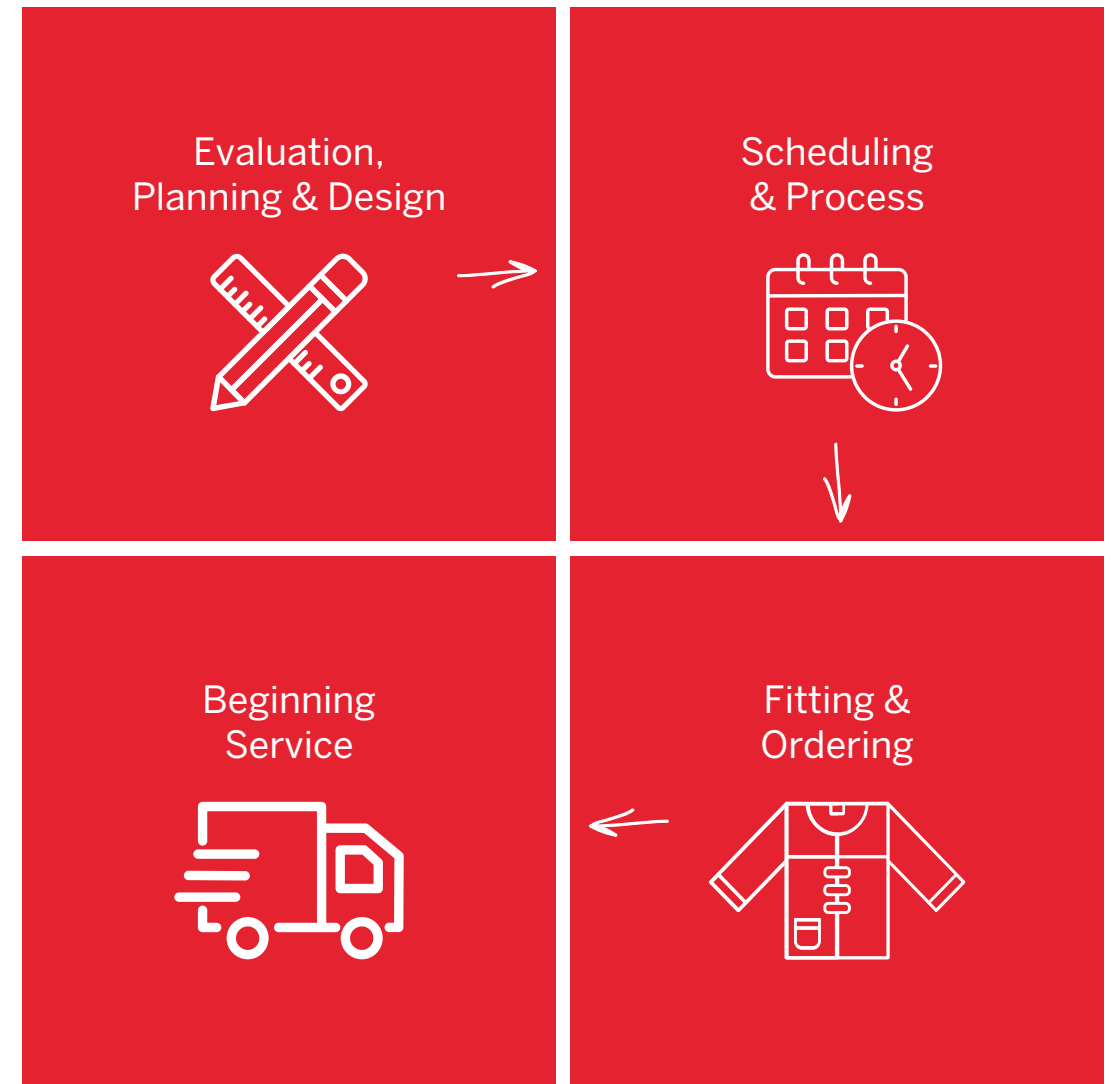 Evaluation,
Planning & Design
Scheduling
& Process
Fitting &
Ordering
Beginning
Service